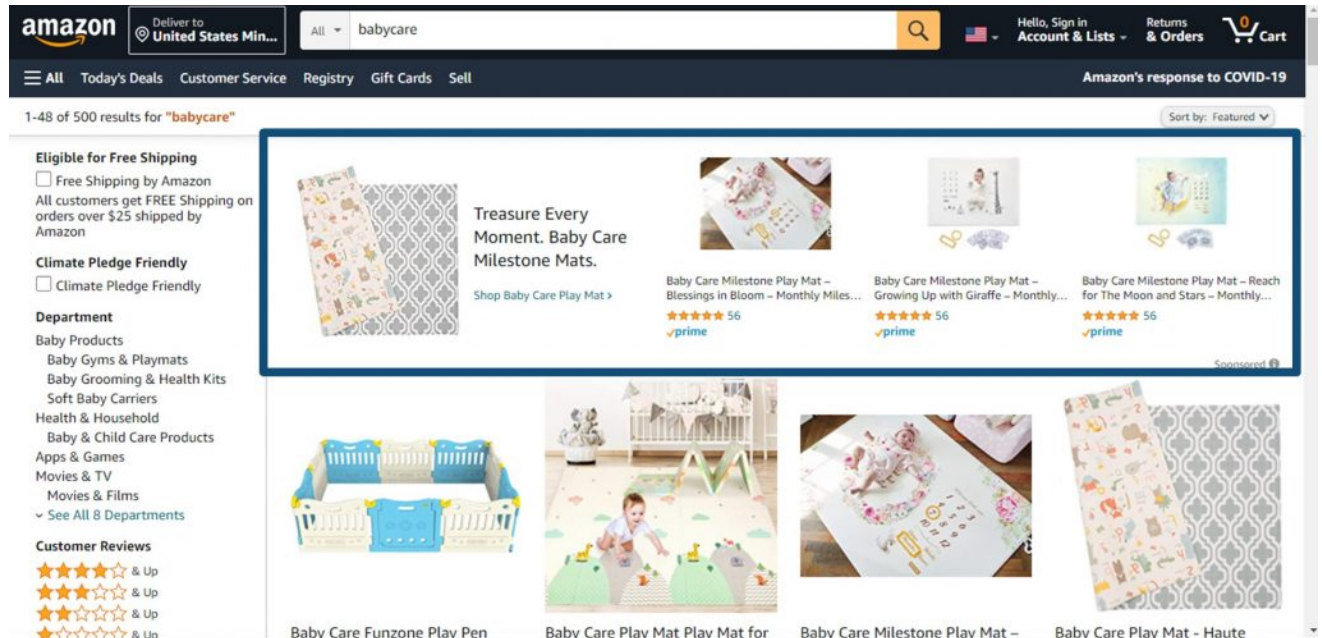 amazon
Deliver to
United States Min...
All
babycare
Hello, Sign in
Account & Lists
Returns
& Orders
0
Cart
All
Today's Deals
Customer Service
Registry
Gift Cards
Sell
Amazon's response to COVID-19
1-48 of 500 results for "babycare"
Sort by: Featured
Eligible for Free Shipping
Free Shipping by Amazon
All customers get FREE Shipping on
orders over $25 shipped by
Amazon
Climate Pledge Friendly
Climate Pledge Friendly
Department
Baby Products
Baby Gyms & Playmats
Baby Grooming & Health Kits
Soft Baby Carriers
Health & Household
Baby & Child Care Products
Apps & Games
Movies & TV
Movies & Films
See All 8 Departments
Customer Reviews
& Up
& Up
& Up
& Up
Treasure Every
Moment. Baby Care
Milestone Mats.
Shop Baby Care Play Mat ›
Baby Care Milestone Play Mat –
Blessings in Bloom – Monthly Miles...
56
prime
Baby Care Milestone Play Mat –
Growing Up with Giraffe – Monthly...
56
prime
Baby Care Milestone Play Mat – Reach
for The Moon and Stars – Monthly...
56
prime
Sponsored
Baby Care Funzone Play Pen
Baby Care Play Mat Play Mat for
Baby Care Milestone Play Mat –
Baby Care Play Mat - Haute